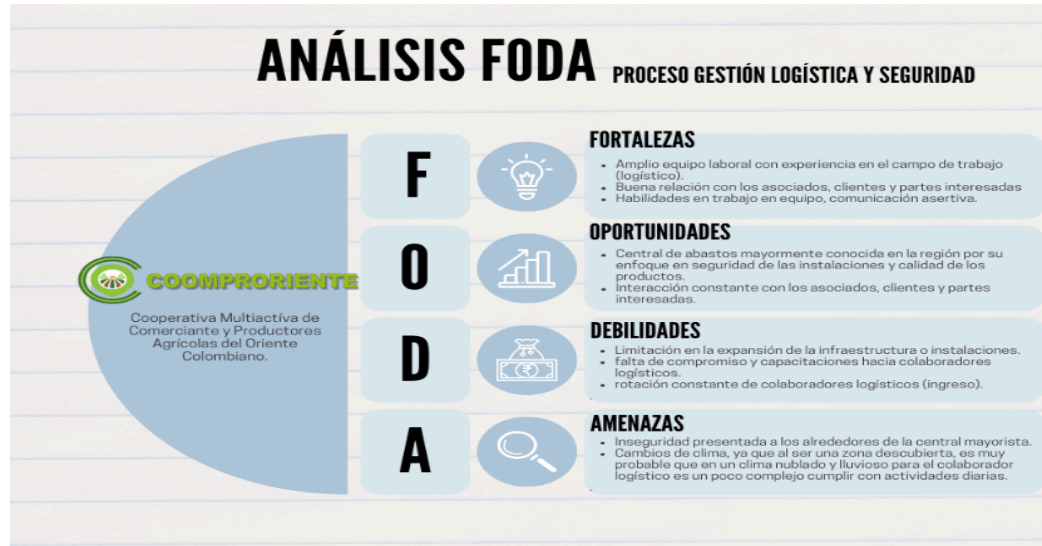 ANÁLISIS FODA PROCESO GESTIÓN LOGÍSTICA Y SEGURIDAD
COOMPRORIENTE
Cooperativa Multiactíva de
Comerciante y Productores
Agrícolas del Oriente
Colombiano.
F
FORTALEZAS
• Amplio equipo laboral con experiencia en el campo de trabajo
(logístico).
• Buena relación con los asociados, clientes y partes interesadas
• Habilidades en trabajo en equipo, comunicación asertiva.
O
OPORTUNIDADES
• Central de abastos mayormente conocida en la región por su
enfoque en seguridad de las instalaciones y calidad de los
productos.
• Interacción constante con los asociados, clientes y partes
interesadas.
D
DEBILIDADES
• Limitación en la expansión de la infraestructura o instalaciones.
• falta de compromiso y capacitaciones hacia colaboradores
logísticos.
• rotación constante de colaboradores logísticos (ingreso).
.
A
AMENAZAS
• Inseguridad presentada a los alrededores de la central mayorista.
• Cambios de clima, ya que al ser una zona descubierta, es muy
probable que en un clima nublado y lluvioso para el colaborador
logístico es un poco complejo cumplir con actividades diarias.
.